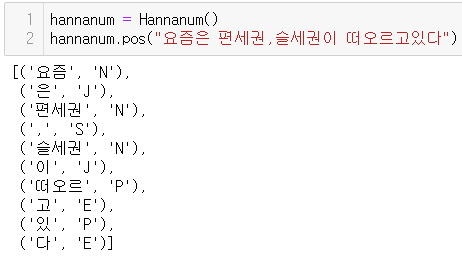 1 hannanum = Hannanum()
2 hannanum.pos("요즘은 편세권,슬세권이 떠오르고있다")
[('요즘', 'N'),
('은', 'J'),
('편세권', 'N'),
(',', 'S'),
('슬세권', 'N'),
('이', 'J'),
('떠오르', 'P'),
('고', 'E'),
('있', 'P'),
('다', 'E')]